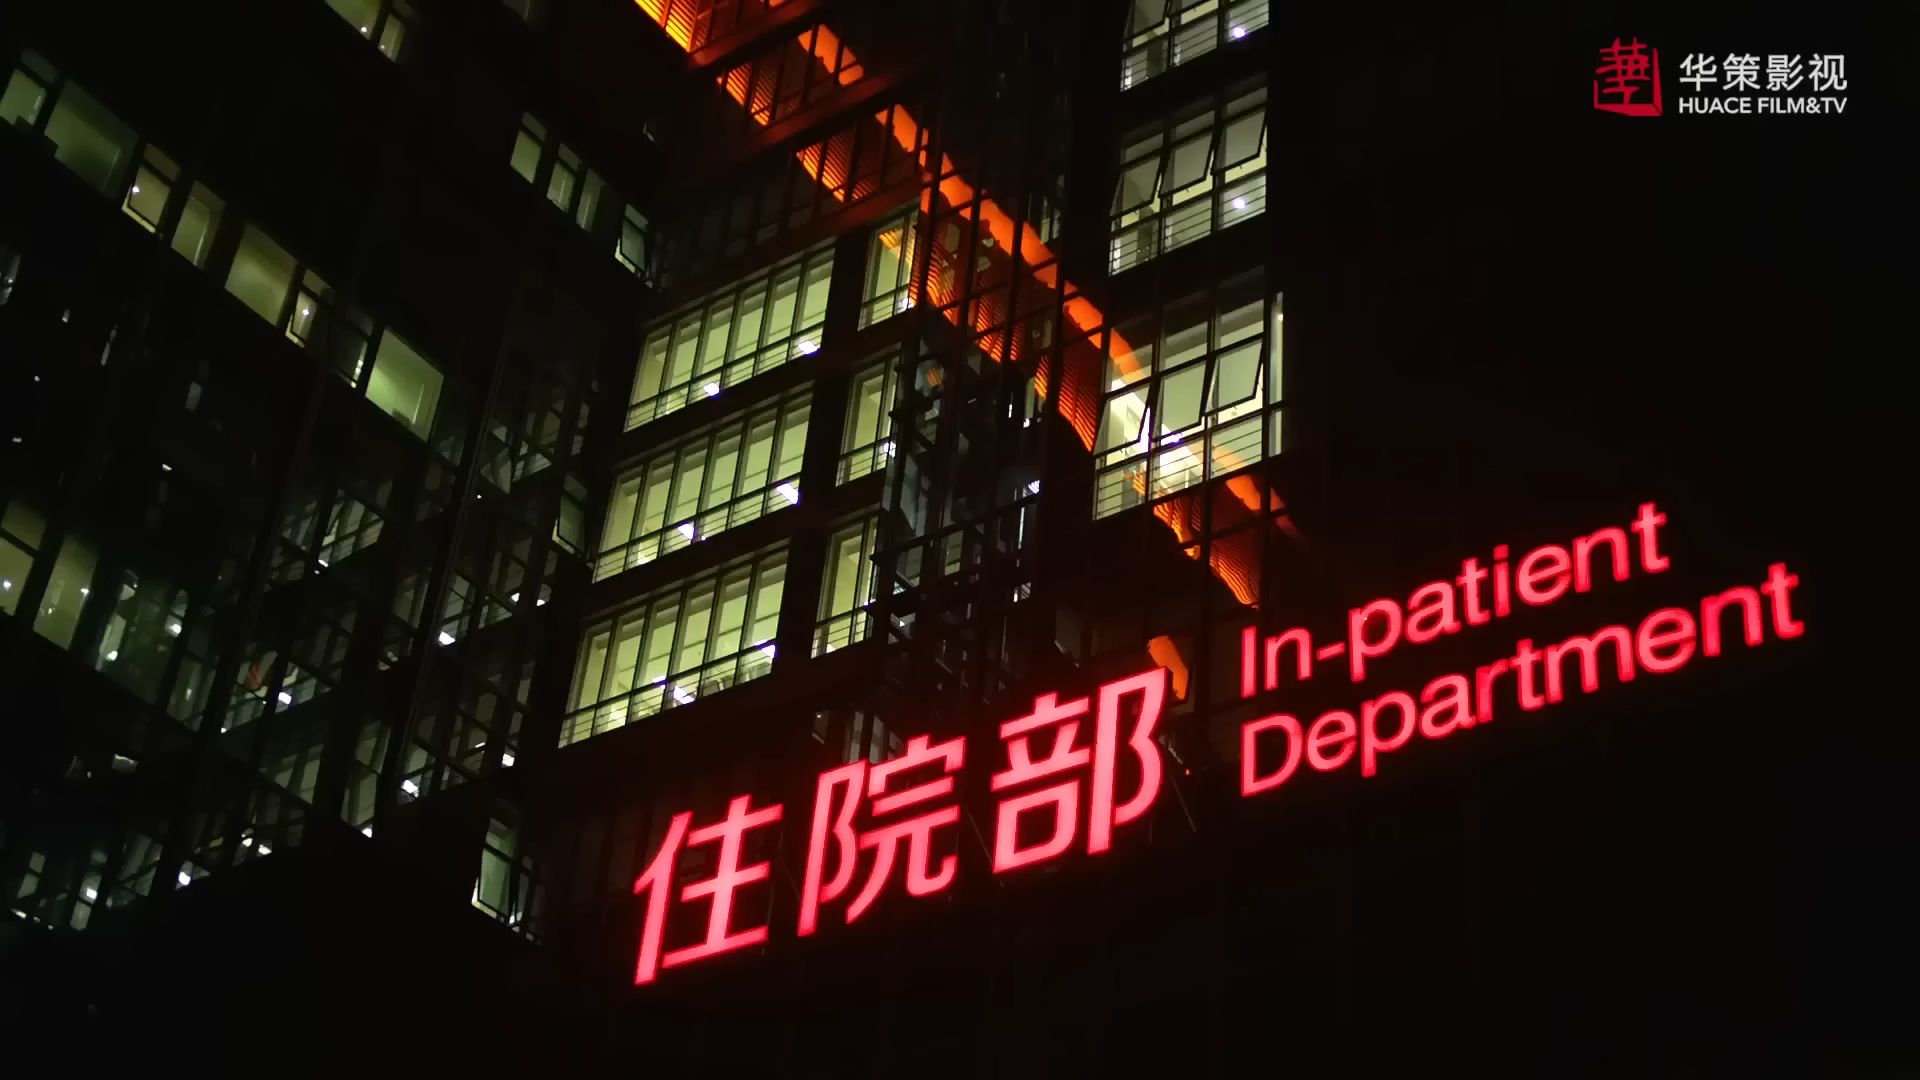 华策影视
HUACE FILM&TV
住院部
In-patient
Department